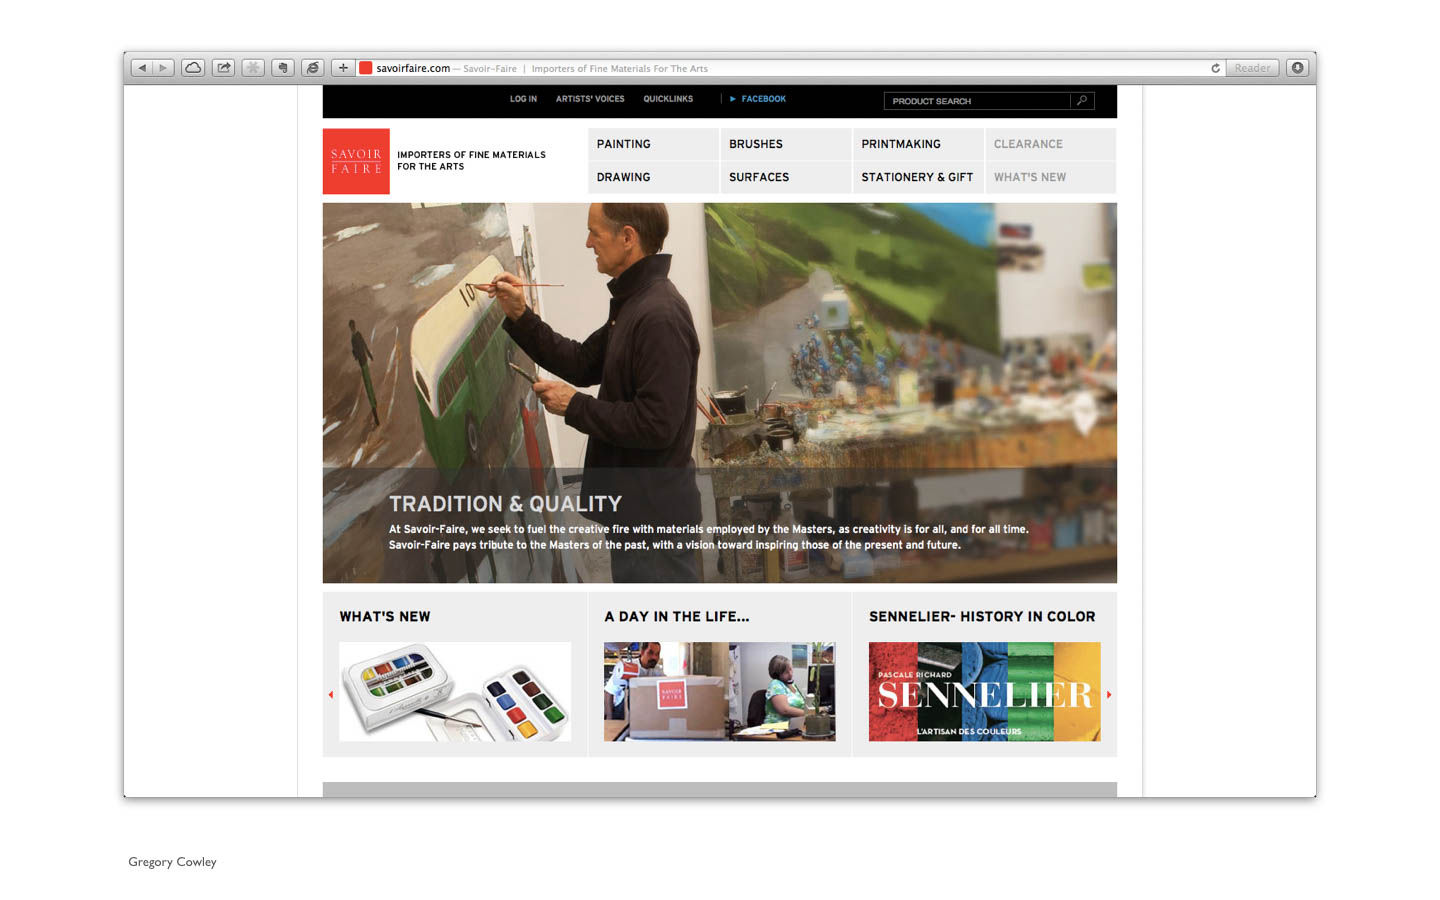 savoirfaire.com — Savoir-Faire | Importers of Fine Materials For The Arts
Reader
LOG IN
ARTISTS' VOICES
QUICKLINKS
FACEBOOK
PRODUCT SEARCH
SAVOIR
FAIRE
IMPORTERS OF FINE MATERIALS
FOR THE ARTS
PAINTING
BRUSHES
PRINTMAKING
CLEARANCE
DRAWING
SURFACES
STATIONERY & GIFT
WHAT'S NEW
10
TRADITION & QUALITY
At Savoir-Faire, we seek to fuel the creative fire with materials employed by the Masters, as creativity is for all, and for all time.
Savoir-Faire pays tribute to the Masters of the past, with a vision toward inspiring those of the present and future.
WHAT'S NEW
A DAY IN THE LIFE...
SENNELIER- HISTORY IN COLOR
SAVOIR
FAIRE
PASCALE RICHARD
SENNELIER
L'ARTISAN DES COULEURS
Gregory Cowley